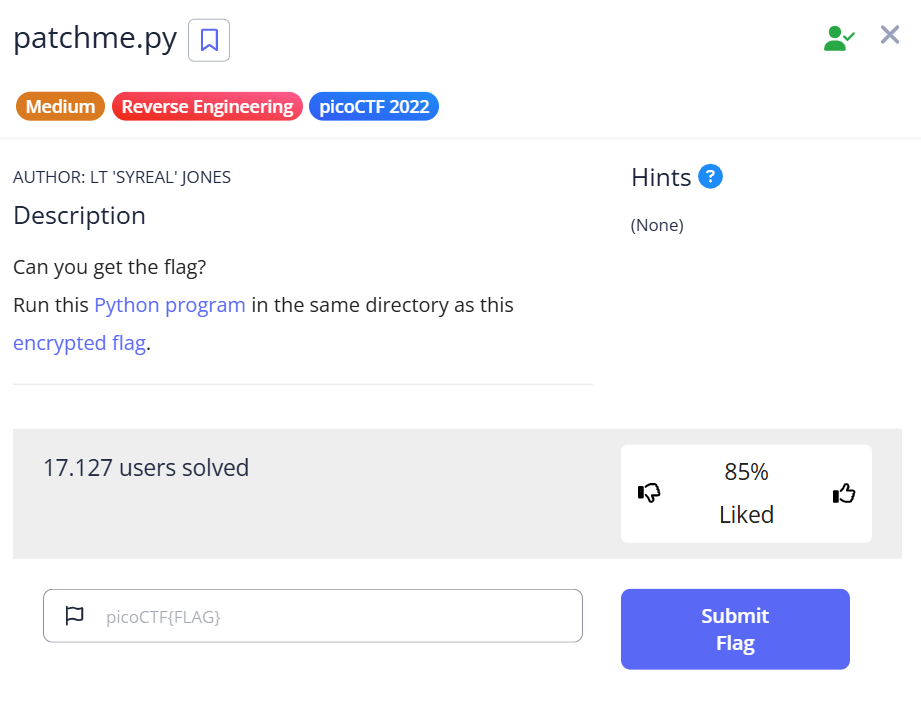 patchme.py
Medium
Reverse Engineering
picoCTF 2022
AUTHOR: LT 'SYREAL' JONES
Description
Can you get the flag?
Run this Python program in the same directory as this
encrypted flag.
Hints ?
(None)
17.127 users solved
85%
Liked
picoCTF{FLAG}
Submit
Flag